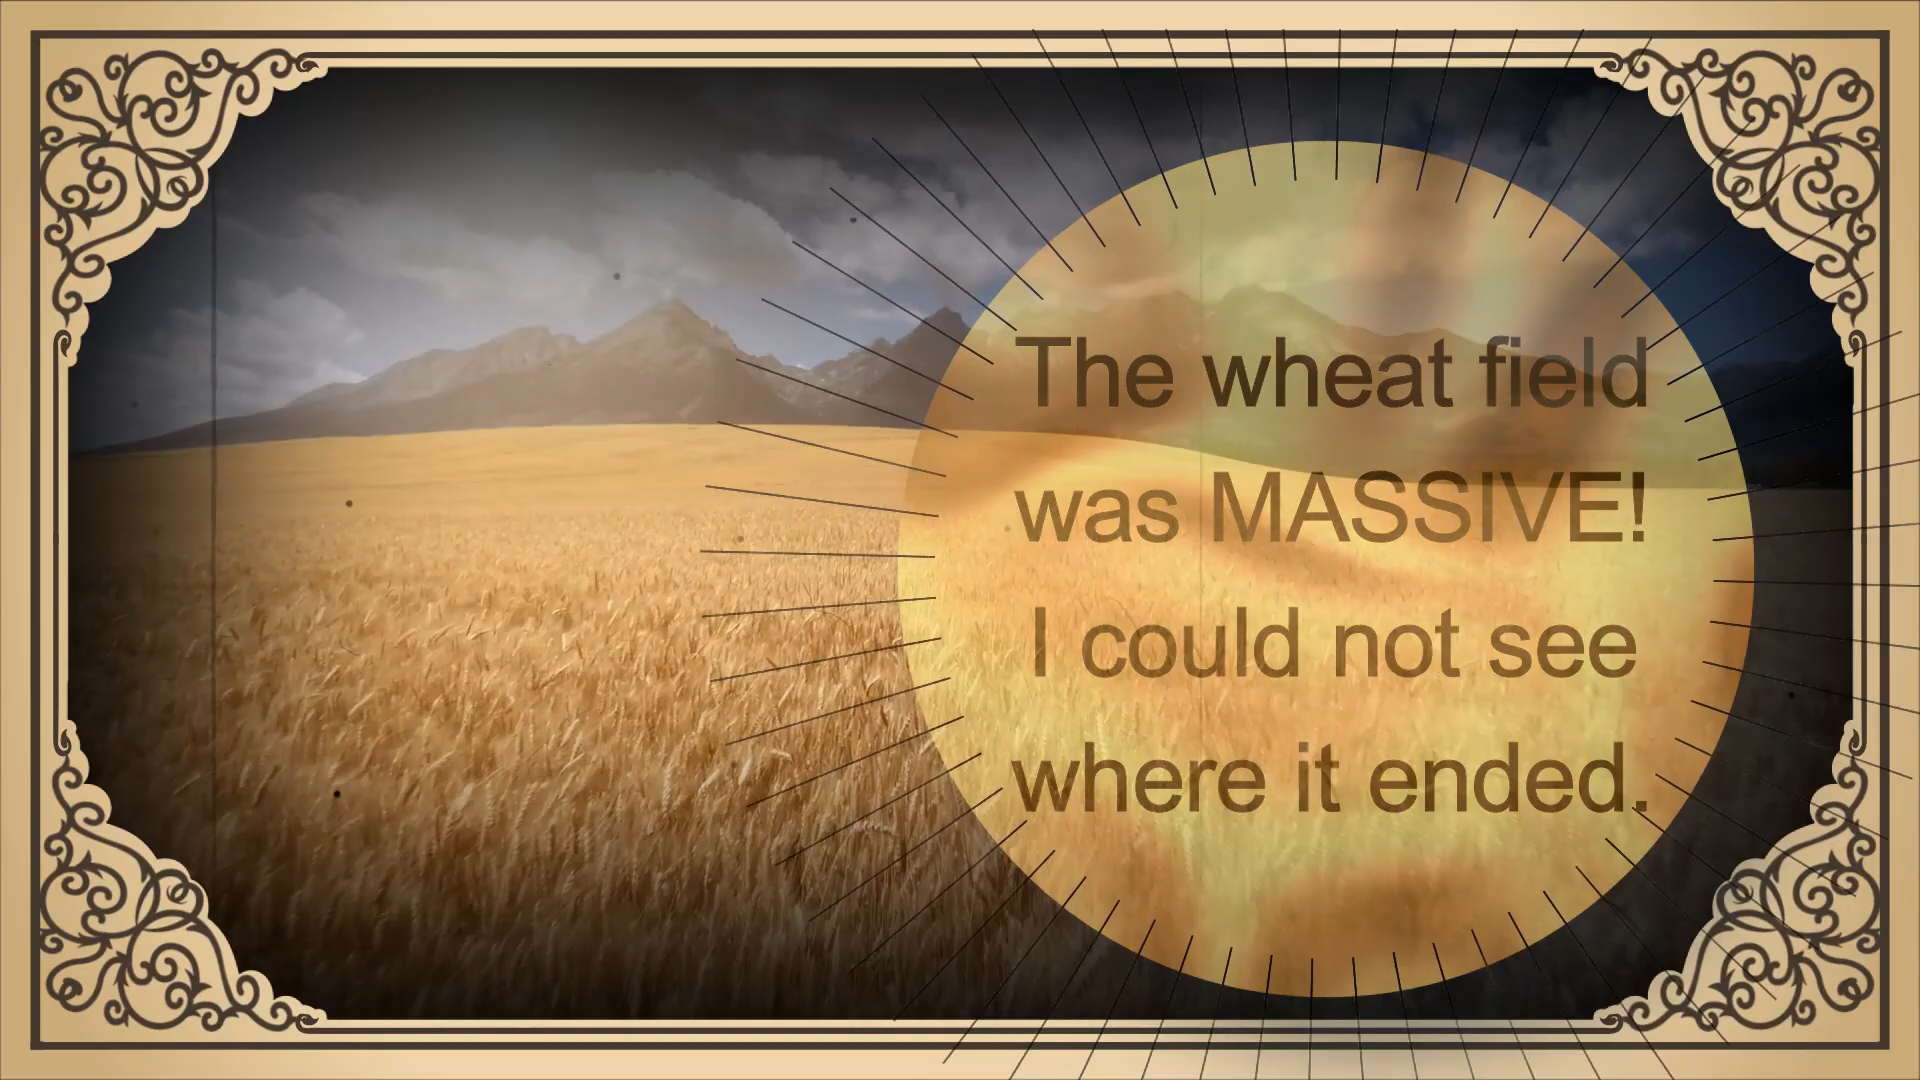 The wheat field
was MASSIVE!
I could not see
where it ended.